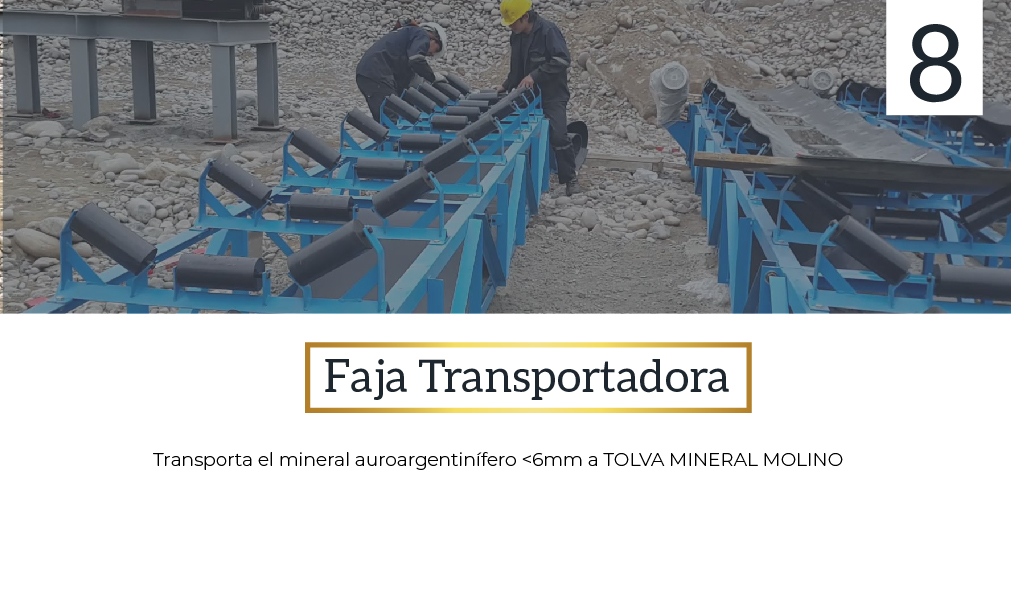 8
Faja Transportadora
Transporta el mineral auroargentinífero <6mm a TOLVA MINERAL MOLINO